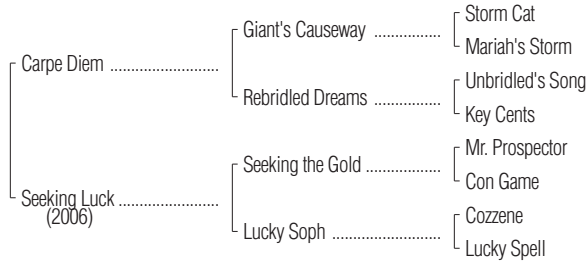 Storm Cat
Giant's Causeway ................
Mariah's Storm
Carpe Diem ......................
Unbridled's Song
Rebridled Dreams ................
Key Cents
Mr. Prospector
Seeking the Gold ................
Con Game
Seeking Luck ....................
(2006)
Cozzene
Lucky Soph ......................
Lucky Spell